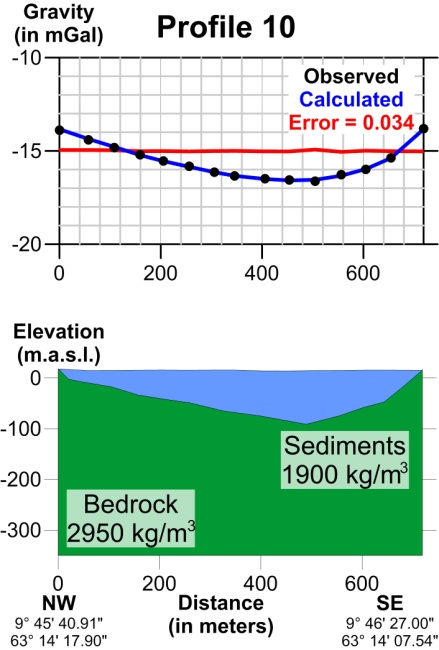 Gravity
(in mGal)
Profile 10
-10
Observed
Calculated
Error = 0.034
-15
-20
0 200 400 600
Elevation
(m.a.s.l.)
0
-100
Sediments
1900 kg/m³
-200
Bedrock
2950 kg/m³
-300
0 200 400 600
NW Distance SE
(in meters)
9° 45' 40.91" 9° 46' 27.00"
63° 14' 17.90" 63° 14' 07.54"